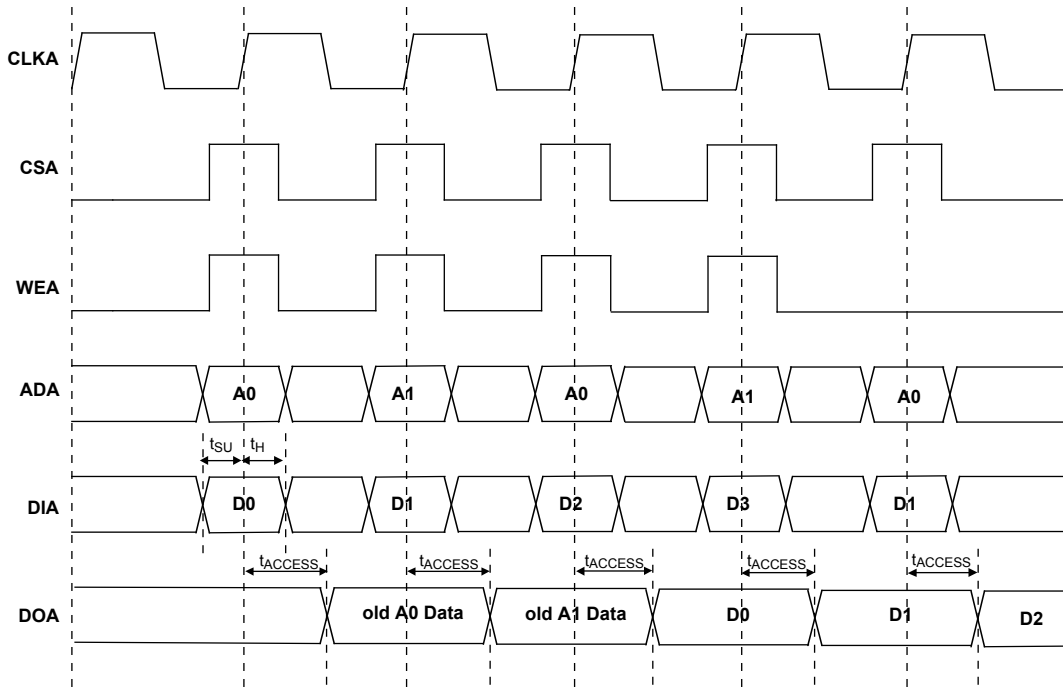 CLKA
CSA
WEA
ADA A0 A1 A0 A1 A0
tSU tH
DIA D0 D1 D2 D3 D1
tACCESS tACCESS tACCESS tACCESS tACCESS
DOA old A0 Data old A1 Data D0 D1 D2